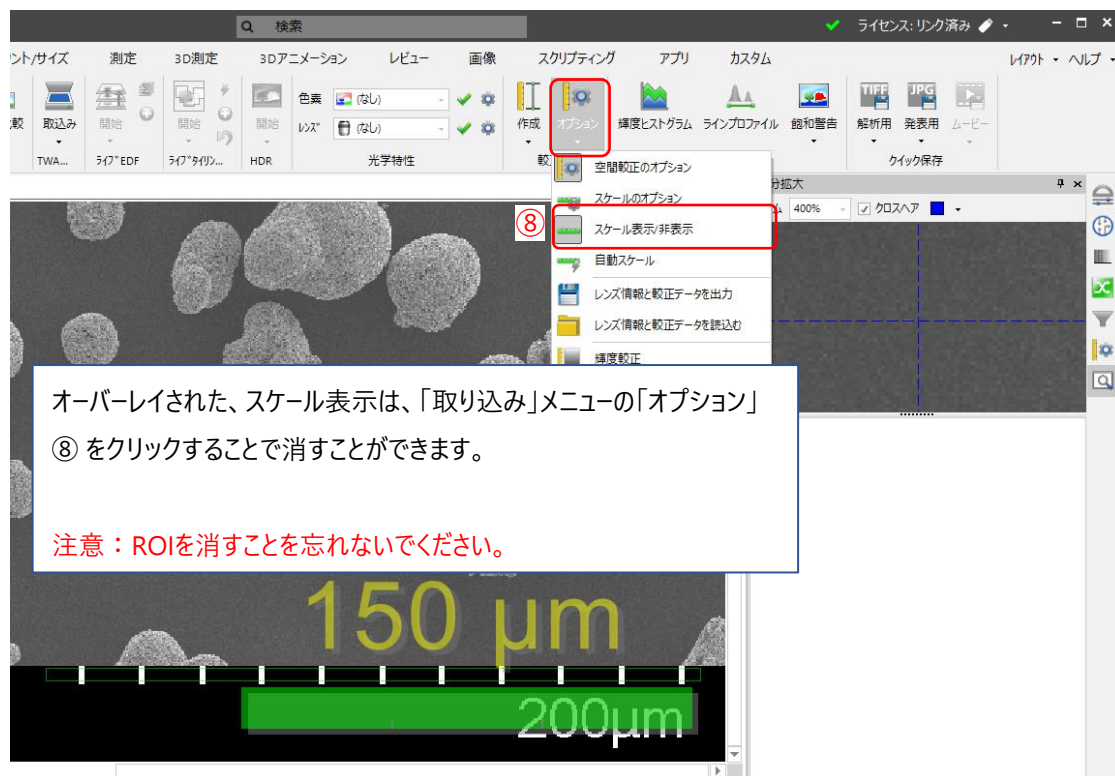 検索
ライセンス: リンク済み
ント/サイズ 測定 3D測定 3Dアニメーション レビュー 画像 スクリプティング アプリ カスタム レイアウト ヘルプ
比較 取込み 開始 開始 開始 色素 (なし) 作成 オプション 輝度ヒストグラム ラインプロファイル 飽和警告 TIFF 解析用 JPG 発表用 ムービー
レンズ (なし)
TWA... ライブEDF ライブタイリン... HDR 光学特性 較 クイック保存
空間較正のオプション
スケールのオプション
⑧ スケール表示/非表示
自動スケール
レンズ情報と較正データを出力
レンズ情報と較正データを読込む
輝度較正
分拡大
400% クロスヘア
オーバーレイされた、スケール表示は、「取り込み」メニューの「オプション」
⑧ をクリックすることで消すことができます。
注意：ROIを消すことを忘れないでください。
150 µm
200µm